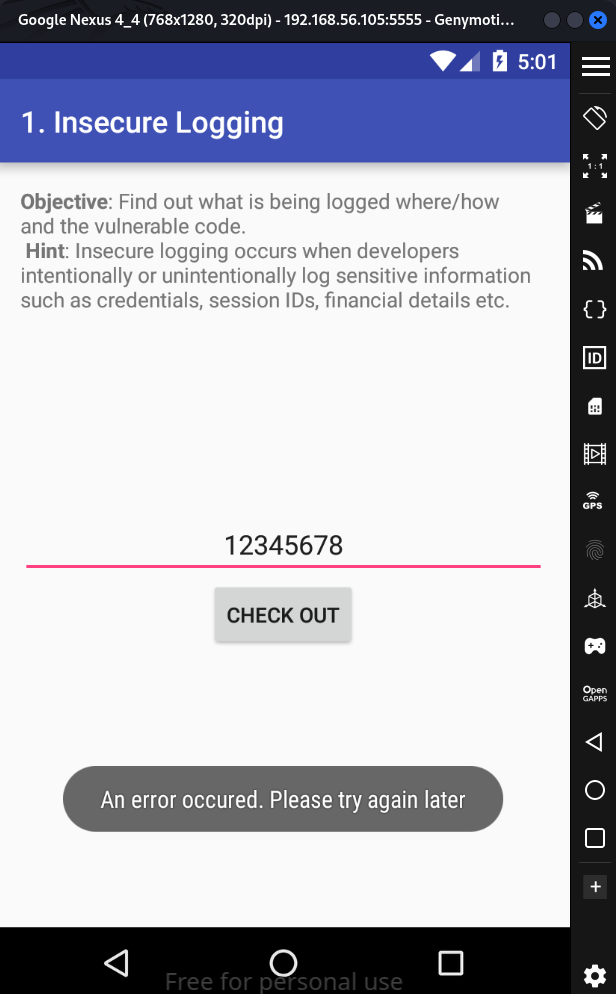 Google Nexus 4_4 (768x1280, 320dpi) - 192.168.56.105:5555 - Genymoti...
5:01
1. Insecure Logging
Objective: Find out what is being logged where/how
and the vulnerable code.
Hint: Insecure logging occurs when developers
intentionally or unintentionally log sensitive information
such as credentials, session IDs, financial details etc.
12345678
CHECK OUT
An error occured. Please try again later
Free for personal use
1:1
ID
GPS
Open
GAPPS